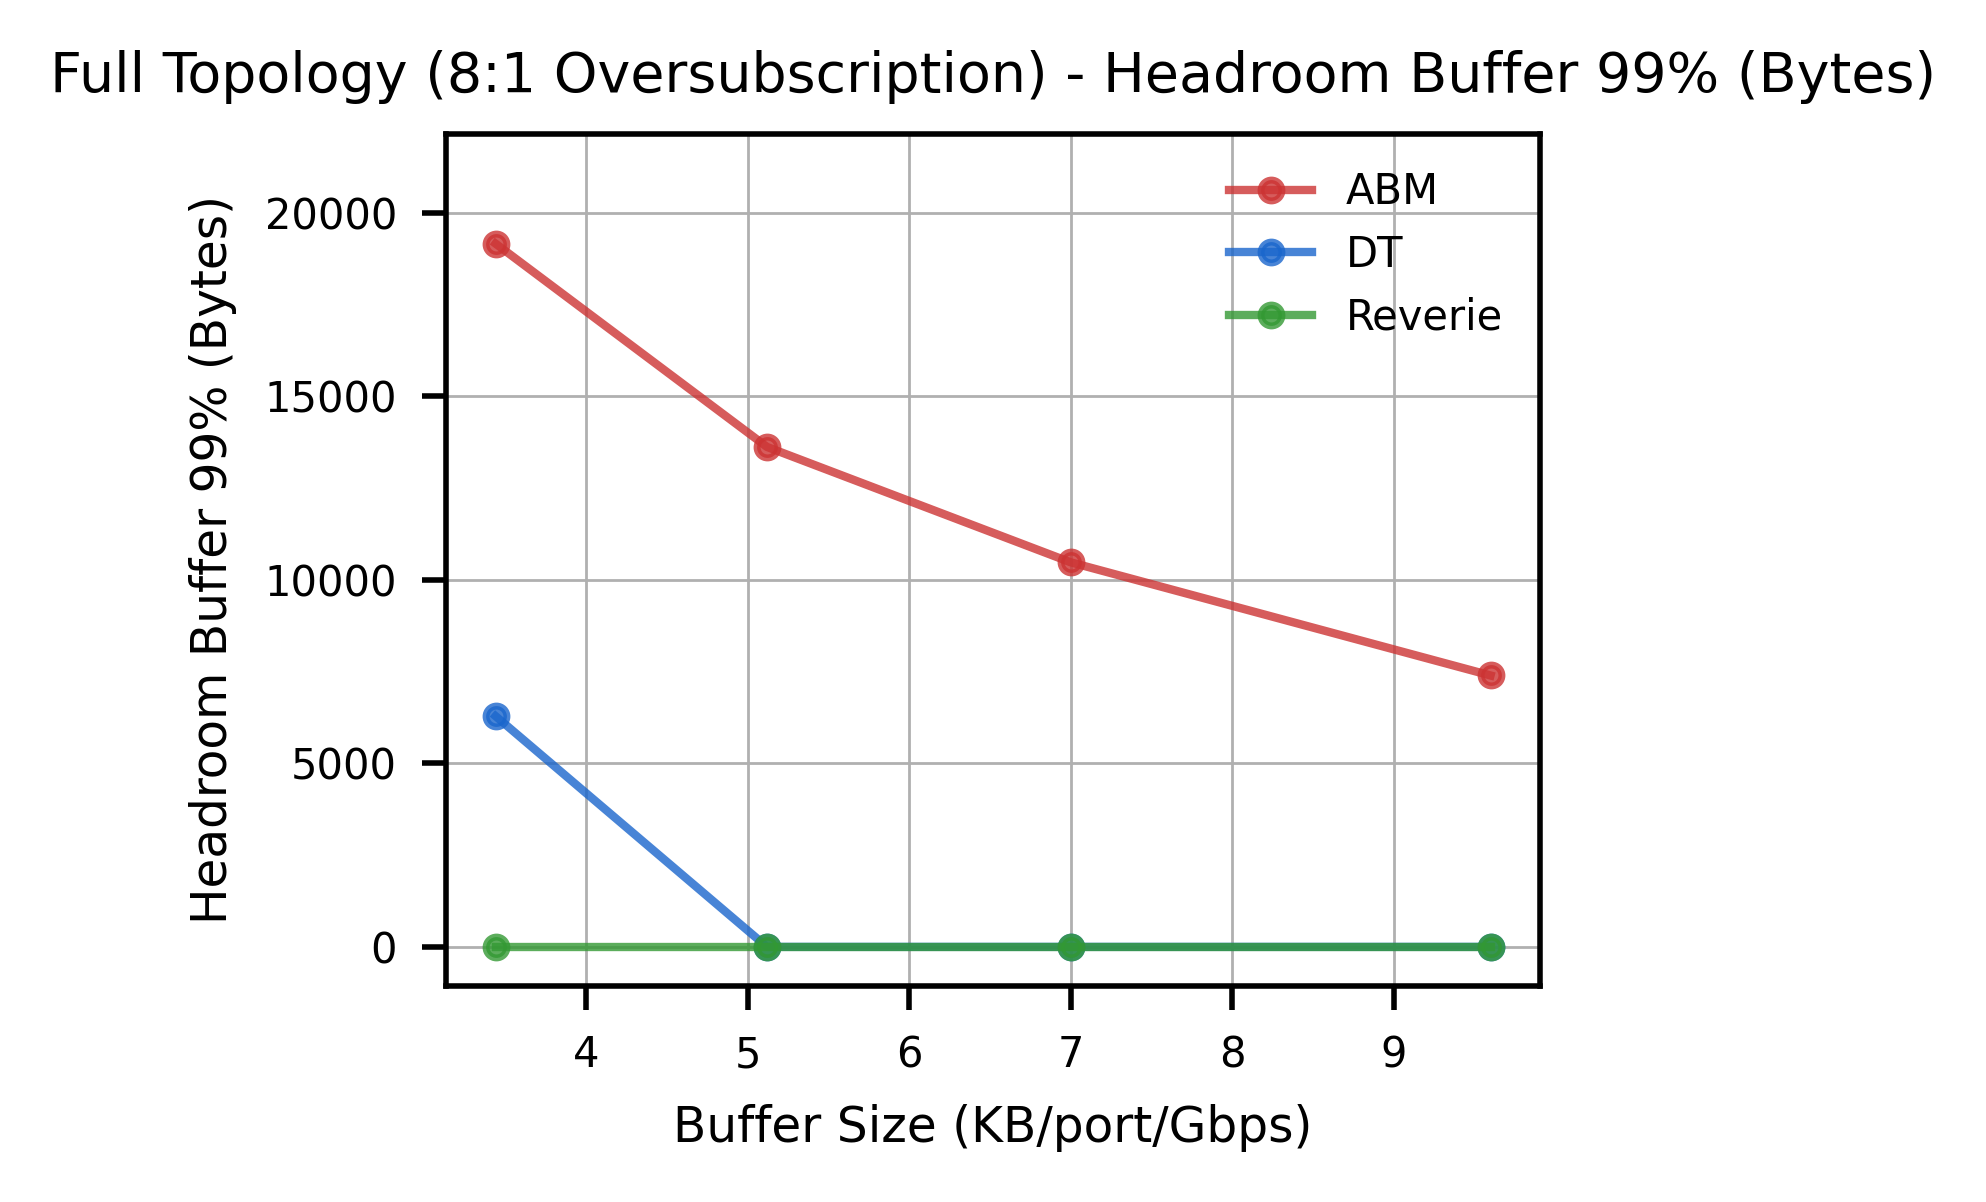 Full Topology (8:1 Oversubscription) - Headroom Buffer 99% (Bytes)
Headroom Buffer 99% (Bytes)
20000
15000
10000
5000
0
ABM
DT
Reverie
4 5 6 7 8 9
Buffer Size (KB/port/Gbps)